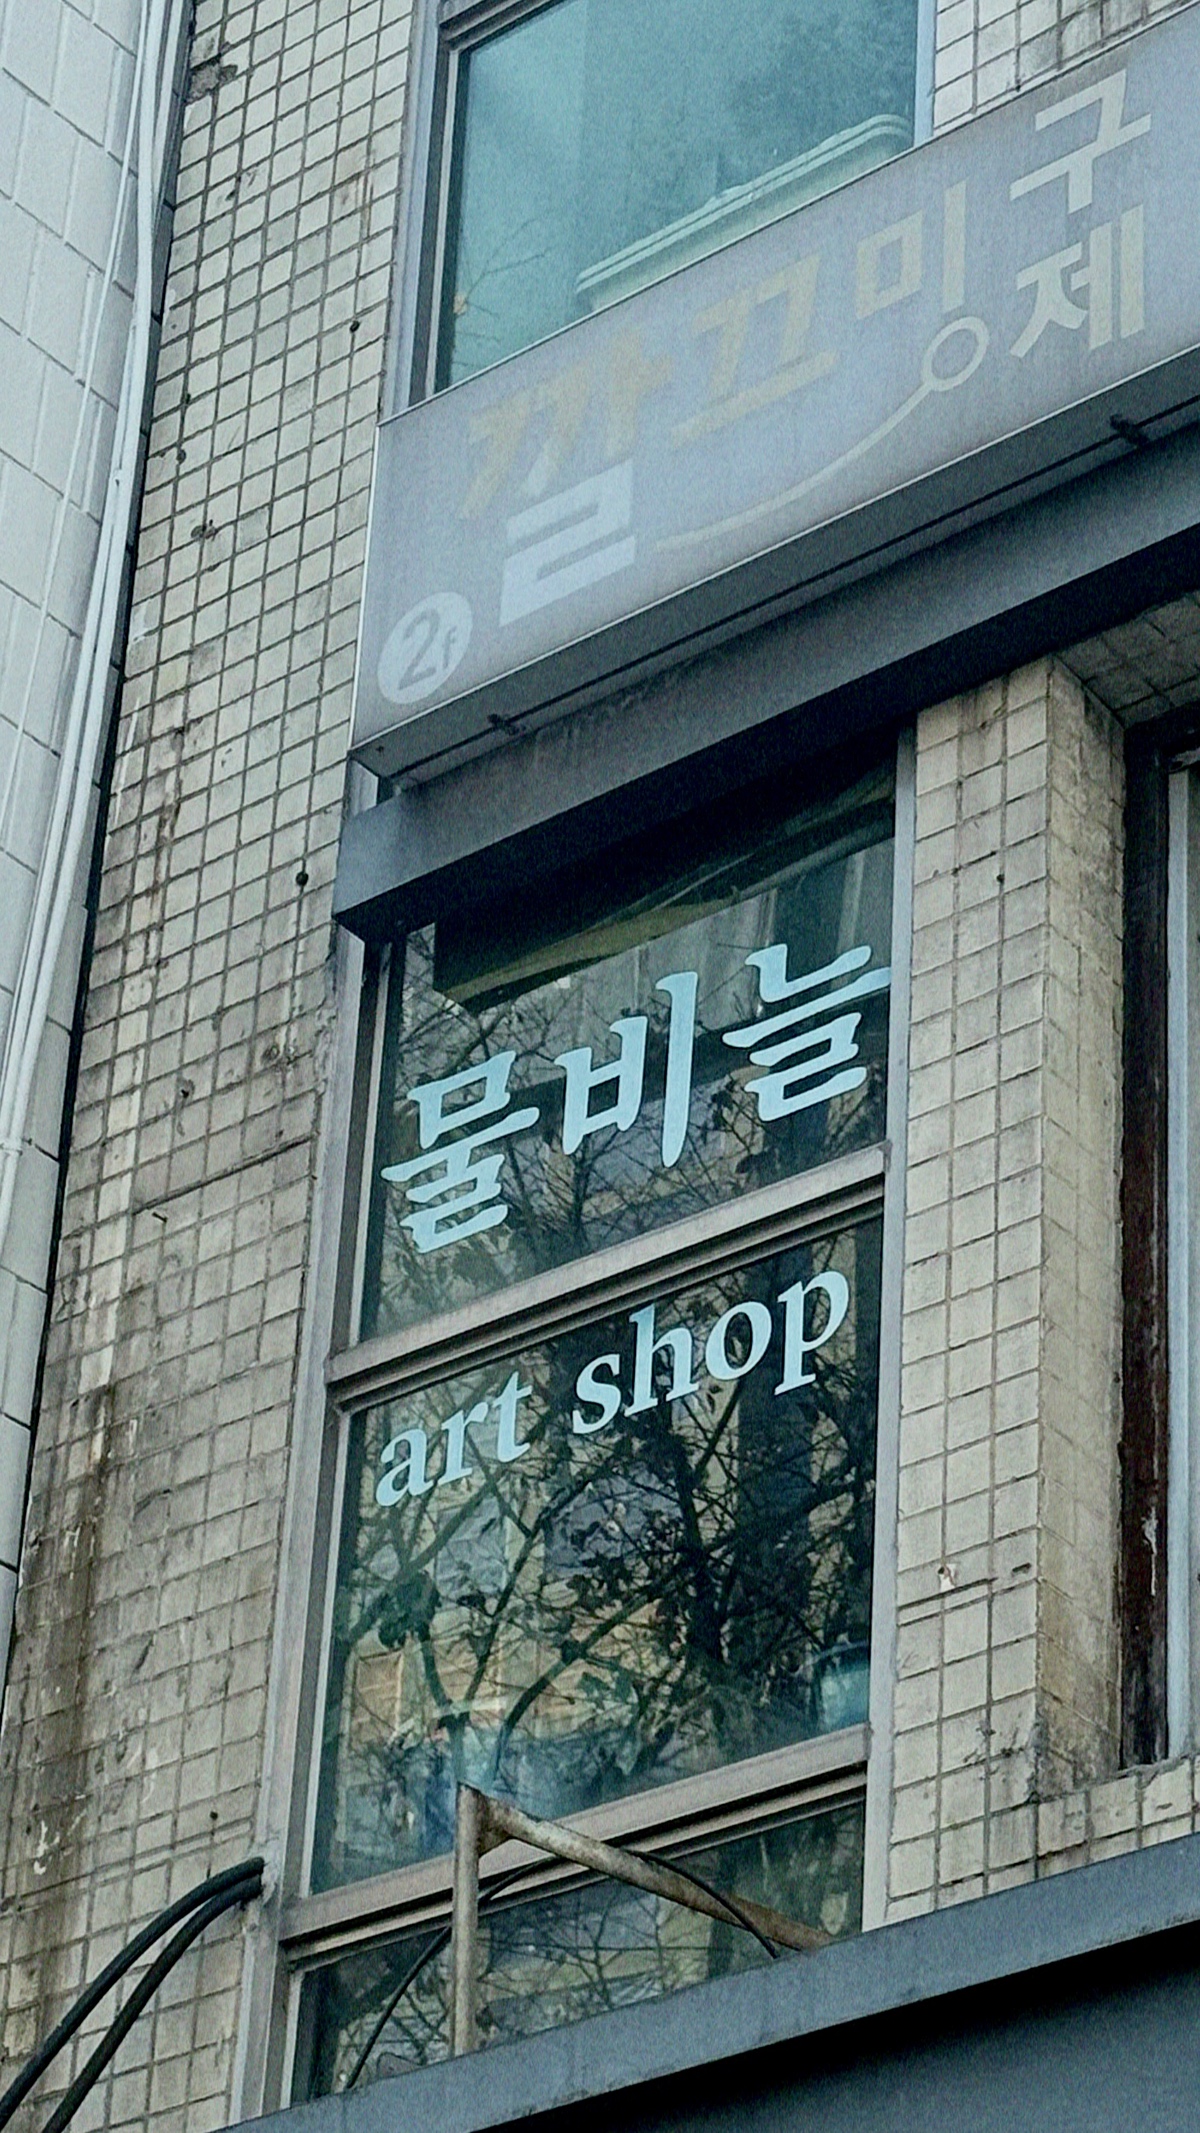 깔끄미 구제
2f
물비늘
art shop